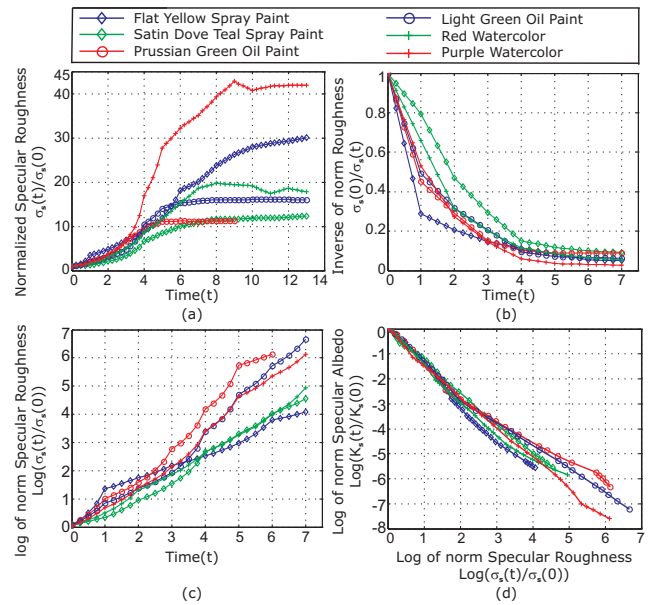 Flat Yellow Spray Paint
Satin Dove Teal Spray Paint
Prussian Green Oil Paint
Light Green Oil Paint
Red Watercolor
Purple Watercolor
Normalized Specular Roughness
σs(t)/σs(0)
45
40
30
20
10
0
0 2 4 6 8 10 12 14
Time(t)
(a)
Inverse of norm Roughness
σs(0)/σs(t)
1
0.8
0.6
0.4
0.2
0
0 1 2 3 4 5 6 7
Time(t)
(b)
log of norm Specular Roughness
Log(σs(t)/σs(0))
7
6
5
4
3
2
1
0
0 1 2 3 4 5 6 7
Time(t)
(c)
Log of norm Specular Albedo
Log(Ks(t)/Ks(0))
0
-1
-2
-3
-4
-5
-6
-7
-8
0 1 2 3 4 5 6 7
Log of norm Specular Roughness
Log(σs(t)/σs(0))
(d)